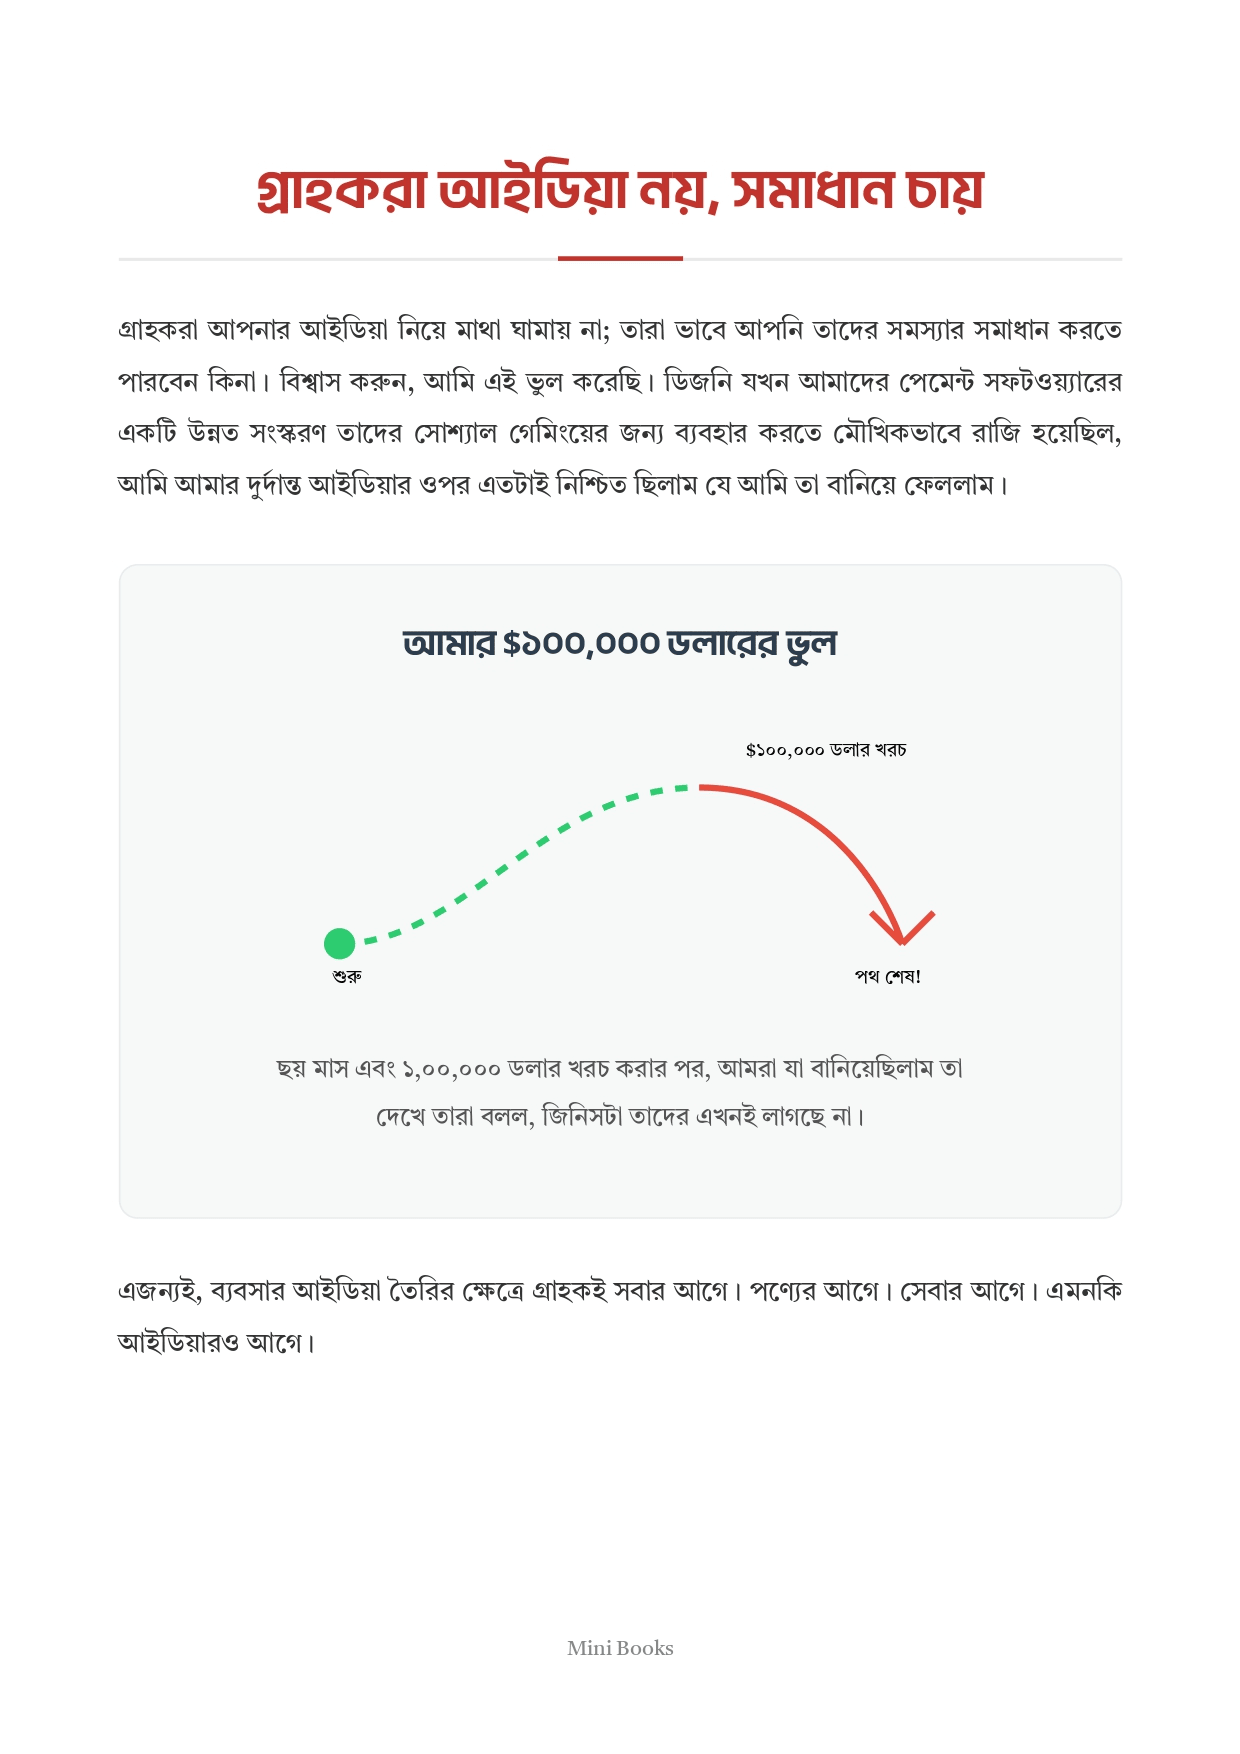 গ্রাহকরা আইডিয়া নয়, সমাধান চায়
গ্রাহকরা আপনার আইডিয়া নিয়ে মাথা ঘামায় না; তারা ভাবে আপনি তাদের সমস্যার সমাধান করতে
পারবেন কিনা। বিশ্বাস করুন, আমি এই ভুল করেছি। ডিজনি যখন আমাদের পেমেন্ট সফটওয়্যারের
একটি উন্নত সংস্করণ তাদের সোশ্যাল গেমিংয়ের জন্য ব্যবহার করতে মৌখিকভাবে রাজি হয়েছিল,
আমি আমার দুর্দান্ত আইডিয়ার ওপর এতটাই নিশ্চিত ছিলাম যে আমি তা বানিয়ে ফেললাম।
আমার $১০০,০০০ ডলারের ভুল
$১০০,০০০ ডলার খরচ
শুরু
পথ শেষ!
ছয় মাস এবং ১,০০,০০০ ডলার খরচ করার পর, আমরা যা বানিয়েছিলাম তা
দেখে তারা বলল, জিনিসটা তাদের এখনই লাগছে না।
এজন্যই, ব্যবসার আইডিয়া তৈরির ক্ষেত্রে গ্রাহকই সবার আগে। পণ্যের আগে। সেবার আগে। এমনকি
আইডিয়ারও আগে।
Mini Books